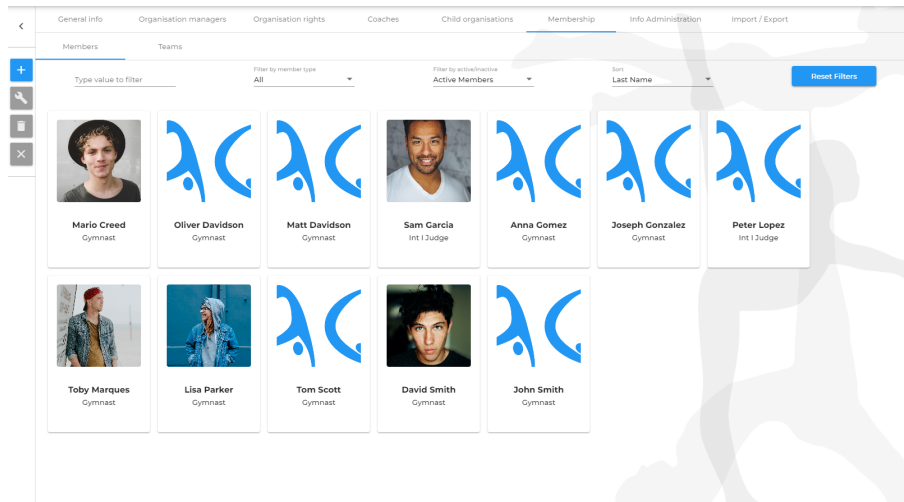 General info
Organisation managers
Organisation rights
Coaches
Child organisations
Membership
Info Administration
Import / Export
Members
Teams
Type value to filter
Filter by member type
All
Filter by active/inactive
Active Members
Sort
Last Name
Reset Filters
Mario Creed
Gymnast
Oliver Davidson
Gymnast
Matt Davidson
Gymnast
Sam Garcia
Int I Judge
Anna Gomez
Gymnast
Joseph Gonzalez
Gymnast
Peter Lopez
Int I Judge
Toby Marques
Gymnast
Lisa Parker
Gymnast
Tom Scott
Gymnast
David Smith
Gymnast
John Smith
Gymnast